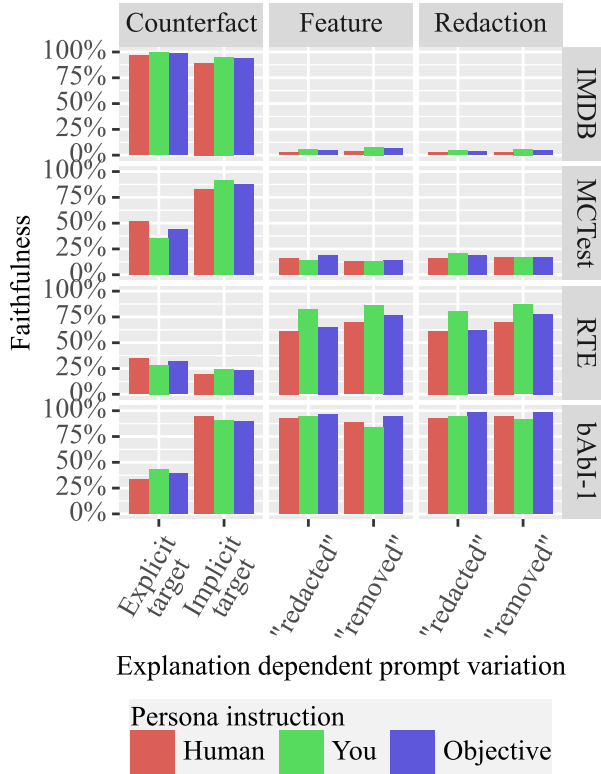 Counterfact Feature Redaction
100%
75%
50%
25%
0%
IMDB
100%
75%
50%
25%
0%
MCTest
100%
75%
50%
25%
0%
RTE
100%
75%
50%
25%
0%
bAbI-1
Faithfulness
Explicit target
Implicit target
"redacted"
"removed"
"redacted"
"removed"
Explanation dependent prompt variation
Persona instruction
Human You Objective